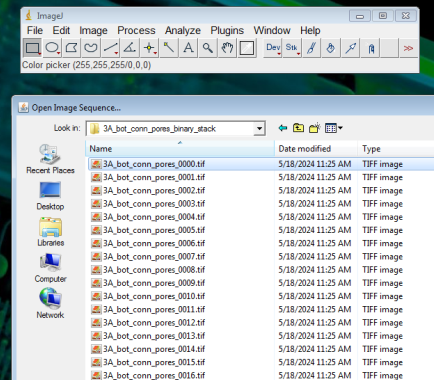 ImageJ
File Edit Image Process Analyze Plugins Window Help
Dev Stk >>
Color picker (255,255,255/0,0,0)
Open Image Sequence...
Look in: 3A_bot_conn_pores_binary_stack
Recent Places
Desktop
Libraries
Computer
Network
Name Date modified Type
3A_bot_conn_pores_0000.tif 5/18/2024 11:25 AM TIFF image
3A_bot_conn_pores_0001.tif 5/18/2024 11:25 AM TIFF image
3A_bot_conn_pores_0002.tif 5/18/2024 11:25 AM TIFF image
3A_bot_conn_pores_0003.tif 5/18/2024 11:25 AM TIFF image
3A_bot_conn_pores_0004.tif 5/18/2024 11:25 AM TIFF image
3A_bot_conn_pores_0005.tif 5/18/2024 11:25 AM TIFF image
3A_bot_conn_pores_0006.tif 5/18/2024 11:25 AM TIFF image
3A_bot_conn_pores_0007.tif 5/18/2024 11:25 AM TIFF image
3A_bot_conn_pores_0008.tif 5/18/2024 11:25 AM TIFF image
3A_bot_conn_pores_0009.tif 5/18/2024 11:25 AM TIFF image
3A_bot_conn_pores_0010.tif 5/18/2024 11:25 AM TIFF image
3A_bot_conn_pores_0011.tif 5/18/2024 11:25 AM TIFF image
3A_bot_conn_pores_0012.tif 5/18/2024 11:25 AM TIFF image
3A_bot_conn_pores_0013.tif 5/18/2024 11:25 AM TIFF image
3A_bot_conn_pores_0014.tif 5/18/2024 11:25 AM TIFF image
3A_bot_conn_pores_0015.tif 5/18/2024 11:25 AM TIFF image
3A_bot_conn_pores_0016.tif 5/18/2024 11:25 AM TIFF image